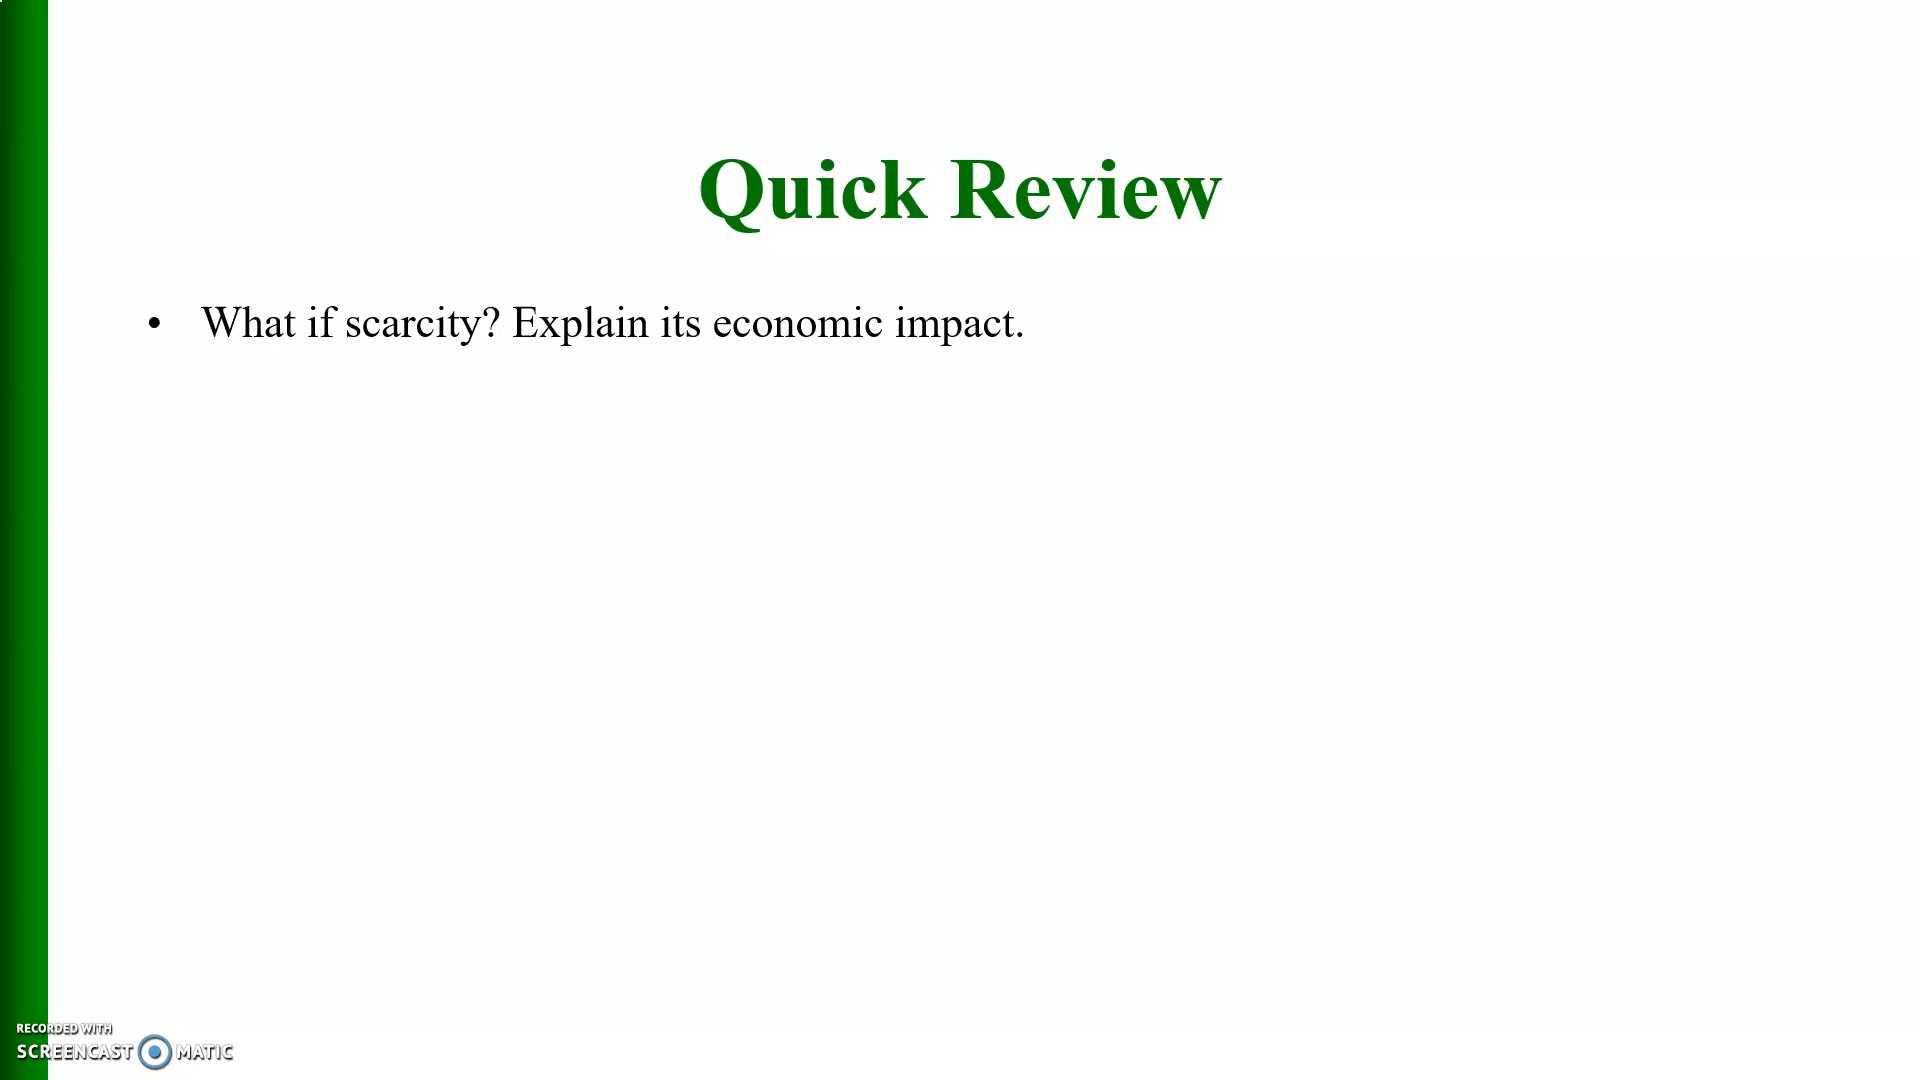 Quick Review
• What if scarcity? Explain its economic impact.
RECORDED WITH
SCREENCAST MATIC